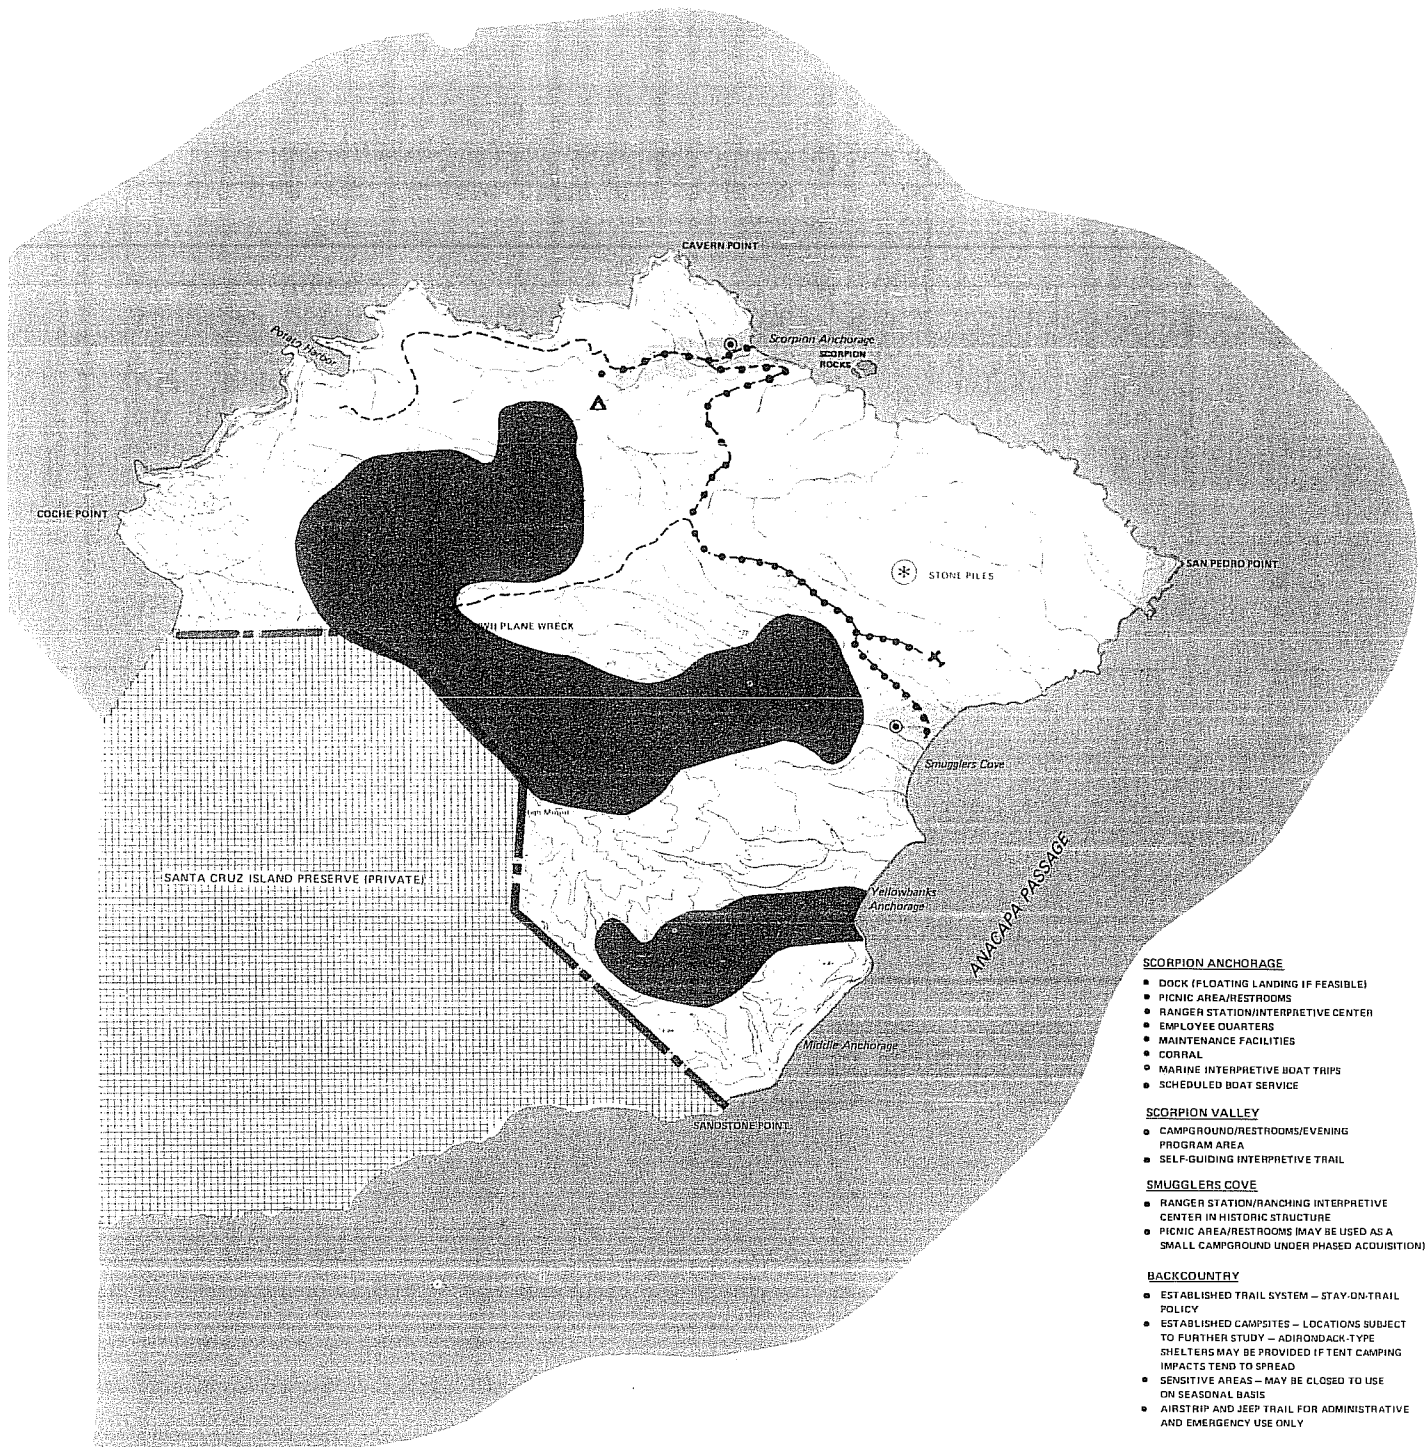 CAVERN POINT
Potato Harbor
Scorpion Anchorage
SCORPION
ROCKS
COCHE POINT
STONE PILES
SAN PEDRO POINT
PLANE WRECK
Smugglers Cove
SANTA CRUZ ISLAND PRESERVE (PRIVATE)
Yellowbanks
Anchorage
ANACAPA PASSAGE
Middle Anchorage
SANDSTONE POINT
SCORPION ANCHORAGE
DOCK (FLOATING LANDING IF FEASIBLE)
PICNIC AREA/RESTROOMS
RANGER STATION/INTERPRETIVE CENTER
EMPLOYEE QUARTERS
MAINTENANCE FACILITIES
CORRAL
MARINE INTERPRETIVE BOAT TRIPS
SCHEDULED BOAT SERVICE
SCORPION VALLEY
CAMPGROUND/RESTROOMS/EVENING
PROGRAM AREA
SELF-GUIDING INTERPRETIVE TRAIL
SMUGGLERS COVE
RANGER STATION/RANCHING INTERPRETIVE
CENTER IN HISTORIC STRUCTURE
PICNIC AREA/RESTROOMS (MAY BE USED AS A
SMALL CAMPGROUND UNDER PHASED ACQUISITION)
BACKCOUNTRY
ESTABLISHED TRAIL SYSTEM – STAY-ON-TRAIL
POLICY
ESTABLISHED CAMPSITES – LOCATIONS SUBJECT
TO FURTHER STUDY – ADIRONDACK-TYPE
SHELTERS MAY BE PROVIDED IF TENT CAMPING
IMPACTS TEND TO SPREAD
SENSITIVE AREAS – MAY BE CLOSED TO USE
ON SEASONAL BASIS
AIRSTRIP AND JEEP TRAIL FOR ADMINISTRATIVE
AND EMERGENCY USE ONLY